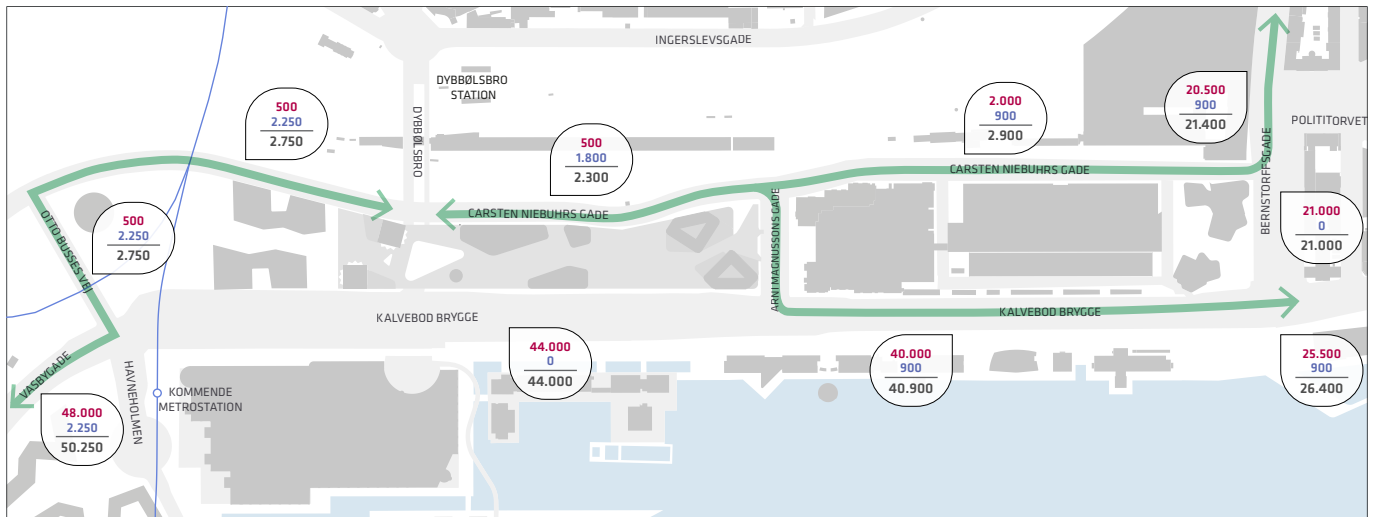 INGERSLEVSGADE
DYBBØLSBRO
STATION
DYBBØLSBRO
500
2.250
2.750
500
1.800
2.300
2.000
900
2.900
20.500
900
21.400
POLITITORVET
CARSTEN NIEBUHRS GADE
CARSTEN NIEBUHRS GADE
BERNSTORFFSGADE
ARNI MAGNUSSONS GADE
OTTO BUSSES VEJ
500
2.250
2.750
21.000
0
21.000
KALVEBOD BRYGGE
KALVEBOD BRYGGE
VASBYGADE
HAVNEHOLMEN
KOMMENDE
METROSTATION
44.000
0
44.000
40.000
900
40.900
25.500
900
26.400
48.000
2.250
50.250